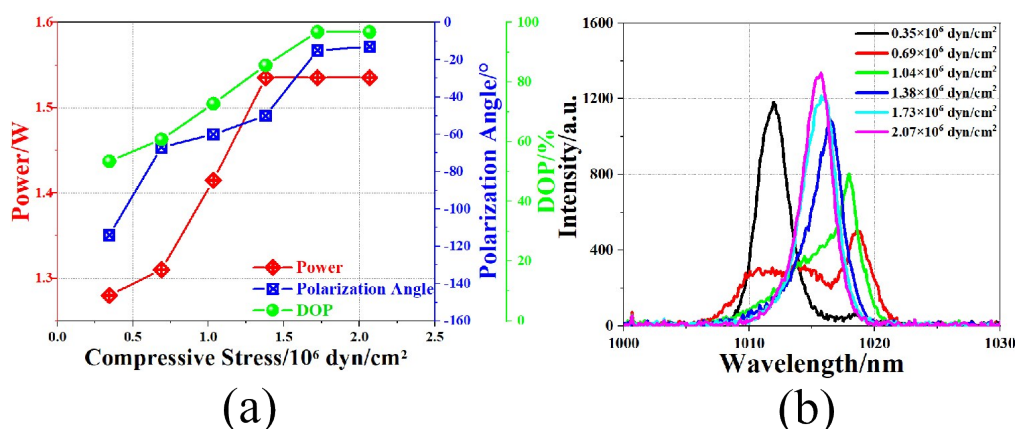 1.6
1.5
1.4
1.3
Power/W
0.0 0.5 1.0 1.5 2.0 2.5
Compressive Stress/10⁶ dyn/cm²
0
-20
-40
-60
-80
-100
-120
-140
-160
Polarization Angle/°
100
80
60
40
20
0
DOP/%
Power
Polarization Angle
DOP
(a)
1600
1200
800
400
0
Intensity/a.u.
1000 1010 1020 1030
Wavelength/nm
0.35×10⁶ dyn/cm²
0.69×10⁶ dyn/cm²
1.04×10⁶ dyn/cm²
1.38×10⁶ dyn/cm²
1.73×10⁶ dyn/cm²
2.07×10⁶ dyn/cm²
(b)